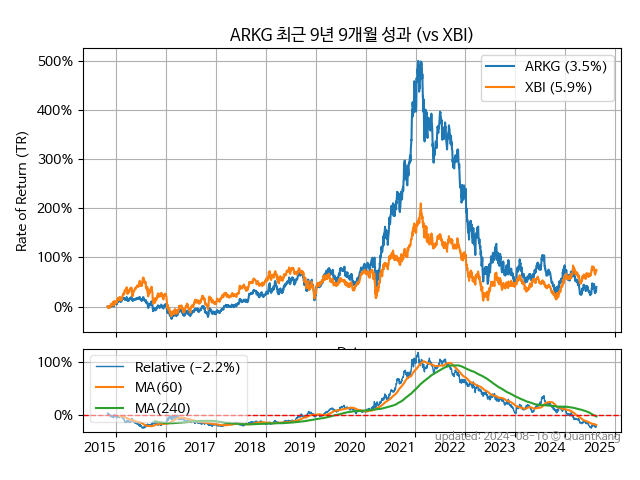 ARKG 최근 9년 9개월 성과 (vs XBI)
Rate of Return (TR)
500%
400%
300%
200%
100%
0%
ARKG (3.5%)
XBI (5.9%)
100%
0%
Relative (−2.2%)
MA(60)
MA(240)
updated: 2024-08-16 © QuantKang
2015 2016 2017 2018 2019 2020 2021 2022 2023 2024 2025